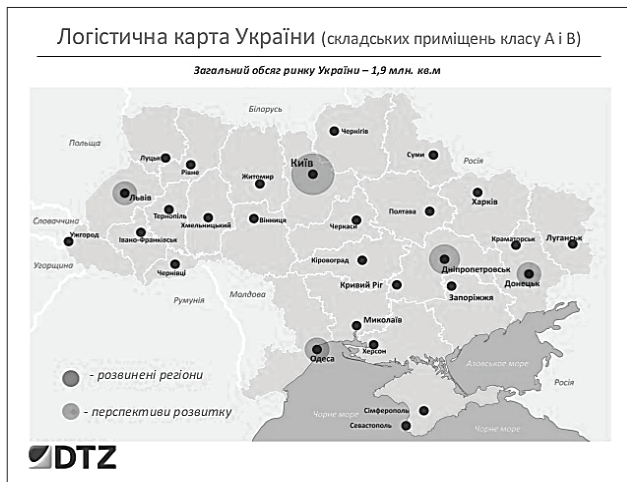 Логістична карта України (складських приміщень класу А і В)
Загальний обсяг ринку України – 1,9 млн. кв.м
Білорусь
Польща
Чернігів
Луцьк
Рівне
Київ
Суми
Росія
Житомир
Львів
Харків
Словаччина
Тернопіль
Хмельницький
Вінниця
Черкаси
Полтава
Ужгород
Івано-Франківськ
Краматорськ
Луганськ
Угорщина
Чернівці
Кіровоград
Дніпропетровськ
Донецьк
Румунія
Молдова
Кривий Ріг
Запоріжжя
Миколаїв
Херсон
Одеса
Азовське море
Росія
- розвинені регіони
- перспективи розвитку
Чорне море
Сімферополь
Севастополь
Чорне море
DTZ